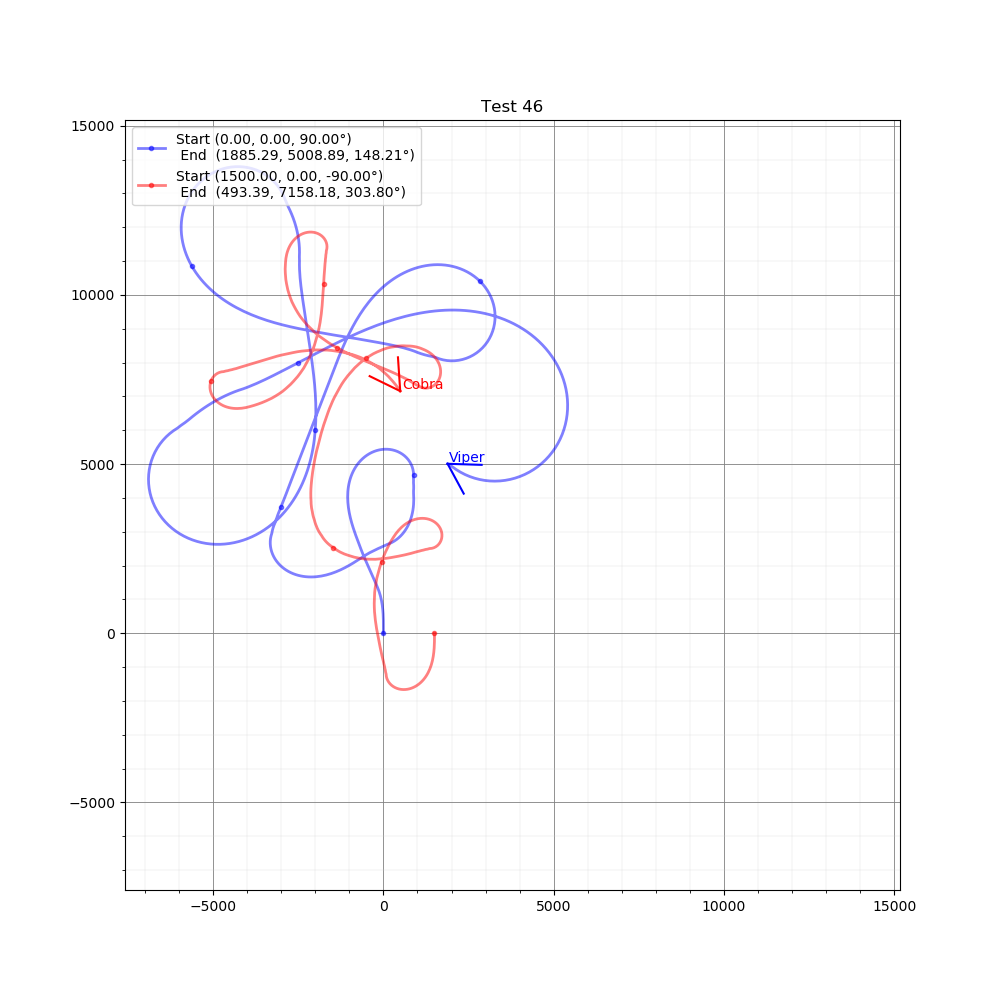 Test 46
Start (0.00, 0.00, 90.00°)
End (1885.29, 5008.89, 148.21°)
Start (1500.00, 0.00, -90.00°)
End (493.39, 7158.18, 303.80°)
15000
10000
5000
0
−5000
Cobra
Viper
−5000
0
5000
10000
15000